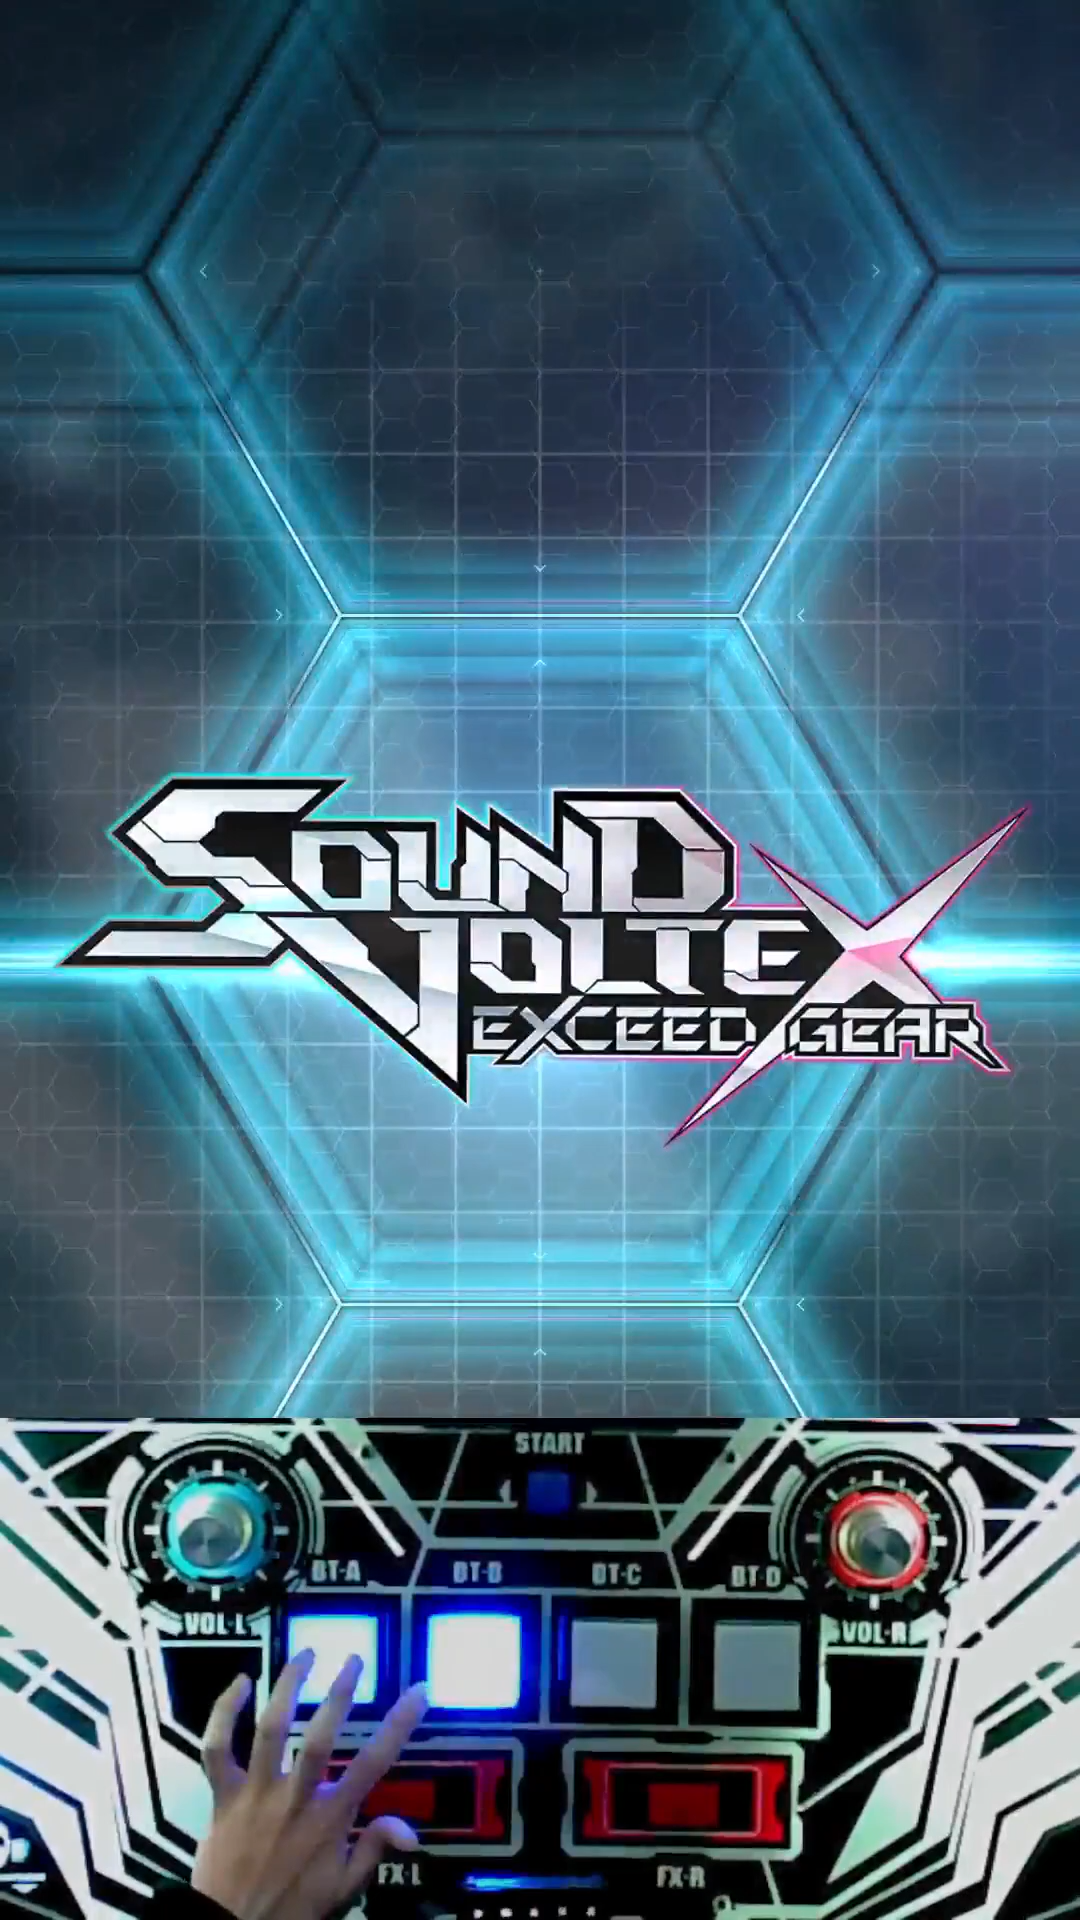 SOUND
VOLTEX
EXCEED GEAR
START
BT-A
BT-B
BT-C
BT-D
VOL-L
VOL-R
FX-L
FX-R